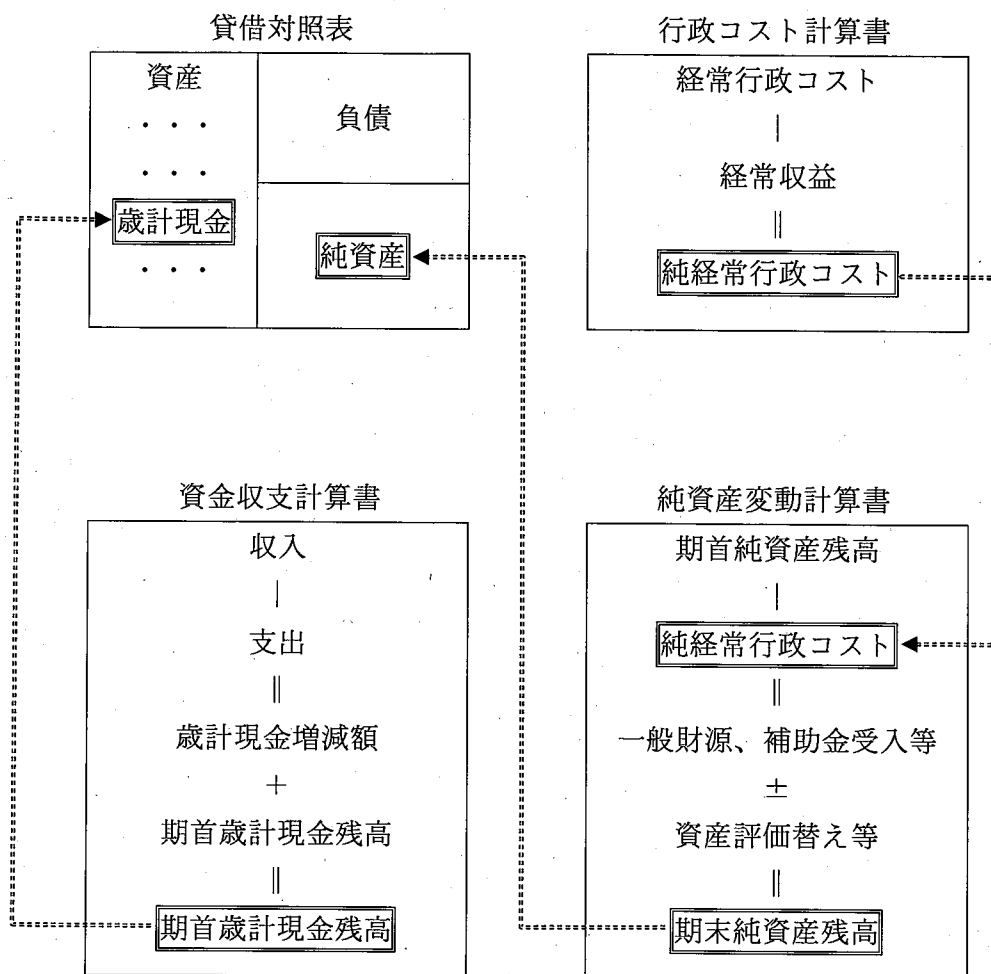 貸借対照表
資産
・・・
・・・
歳計現金
・・・
負債
純資産
行政コスト計算書
経常行政コスト
｜
経常収益
||
純経常行政コスト
資金収支計算書
収入
｜
支出
||
歳計現金増減額
＋
期首歳計現金残高
||
期首歳計現金残高
純資産変動計算書
期首純資産残高
｜
純経常行政コスト
||
一般財源、補助金受入等
±
資産評価替え等
||
期末純資産残高